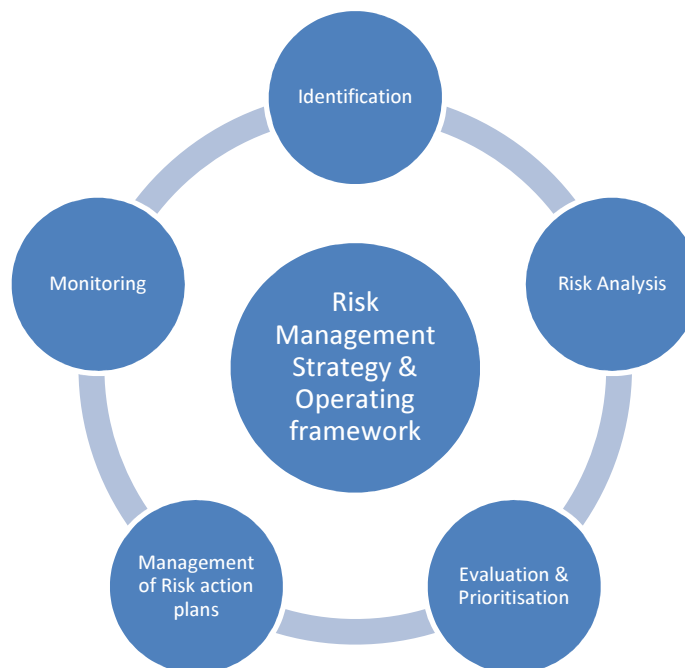 Identification
Risk Analysis
Evaluation &
Prioritisation
Management
of Risk action
plans
Monitoring
Risk
Management
Strategy &
Operating
framework